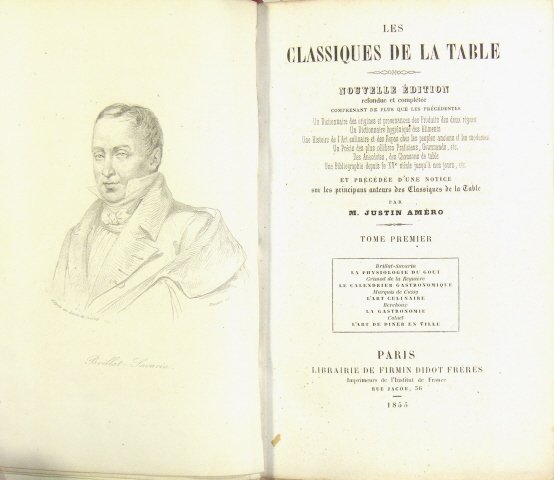 Brillat-Savarin.
LES
CLASSIQUES DE LA TABLE
NOUVELLE ÉDITION
refondue et complétée
COMPRENANT DE PLUS QUE LES PRÉCÉDENTES
Un Dictionnaire des origines et provenances des Produits des deux règnes
Un Dictionnaire hygiénique des Aliments
Une Histoire de l'Art culinaire et des Repas chez les peuples anciens et les modernes
Un Précis des plus célèbres Praticiens, Gourmands, etc.
Des Anecdotes, des Chansons de table
Une Bibliographie depuis le XVe siècle jusqu'à nos jours, etc.
ET PRÉCÉDÉE D'UNE NOTICE
sur les principaux auteurs des Classiques de la Table
PAR
M. JUSTIN AMÉRO
TOME PREMIER
Brillat-Savarin
LA PHYSIOLOGIE DU GOUT
Grimod de la Reynière
LE CALENDRIER GASTRONOMIQUE
Marquis de Cussy
L'ART CULINAIRE
Berchoux
LA GASTRONOMIE
Colnet
L'ART DE DINER EN VILLE
PARIS
LIBRAIRIE DE FIRMIN DIDOT FRÈRES
Imprimeurs de l'Institut de France
RUE JACOB, 56
1855